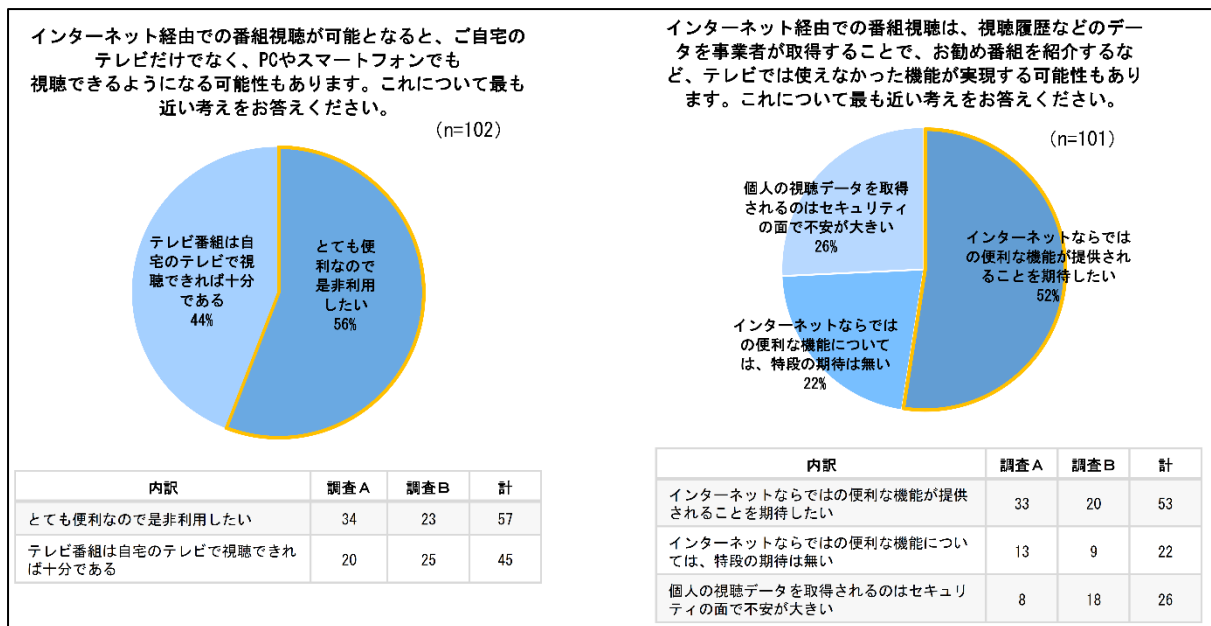 インターネット経由での番組視聴が可能となると、ご自宅の
テレビだけでなく、PCやスマートフォンでも
視聴できるようになる可能性もあります。これについて最も
近い考えをお答えください。
(n=102)
テレビ番組は自
宅のテレビで視
聴できれば十分
である
44%
とても便
利なので
是非利用
したい
56%
内訳 調査A 調査B 計
とても便利なので是非利用したい 34 23 57
テレビ番組は自宅のテレビで視聴できれ
ば十分である 20 25 45
インターネット経由での番組視聴は、視聴履歴などのデー
タを事業者が取得することで、お勧め番組を紹介するな
ど、テレビでは使えなかった機能が実現する可能性もあり
ます。これについて最も近い考えをお答えください。
(n=101)
個人の視聴データを取得
されるのはセキュリティ
の面で不安が大きい
26%
インターネットならでは
の便利な機能が提供され
ることを期待したい
52%
インターネットならでは
の便利な機能について
は、特段の期待は無い
22%
内訳 調査A 調査B 計
インターネットならではの便利な機能が提供
されることを期待したい 33 20 53
インターネットならではの便利な機能につい
ては、特段の期待は無い 13 9 22
個人の視聴データを取得されるのはセキュリ
ティの面で不安が大きい 8 18 26